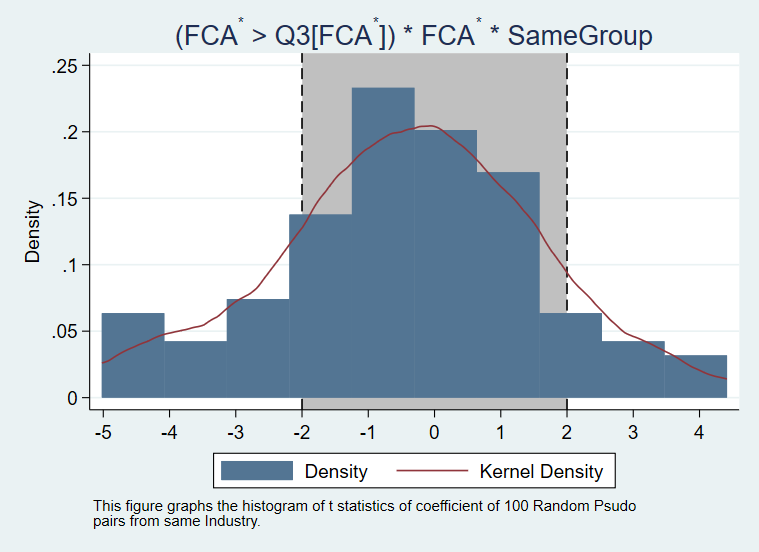 (FCA* > Q3[FCA*]) * FCA* * SameGroup
.25
.2
.15
.1
.05
0
Density
-5 -4 -3 -2 -1 0 1 2 3 4
Density Kernel Density
This figure graphs the histogram of t statistics of coefficient of 100 Random Psudo
pairs from same Industry.